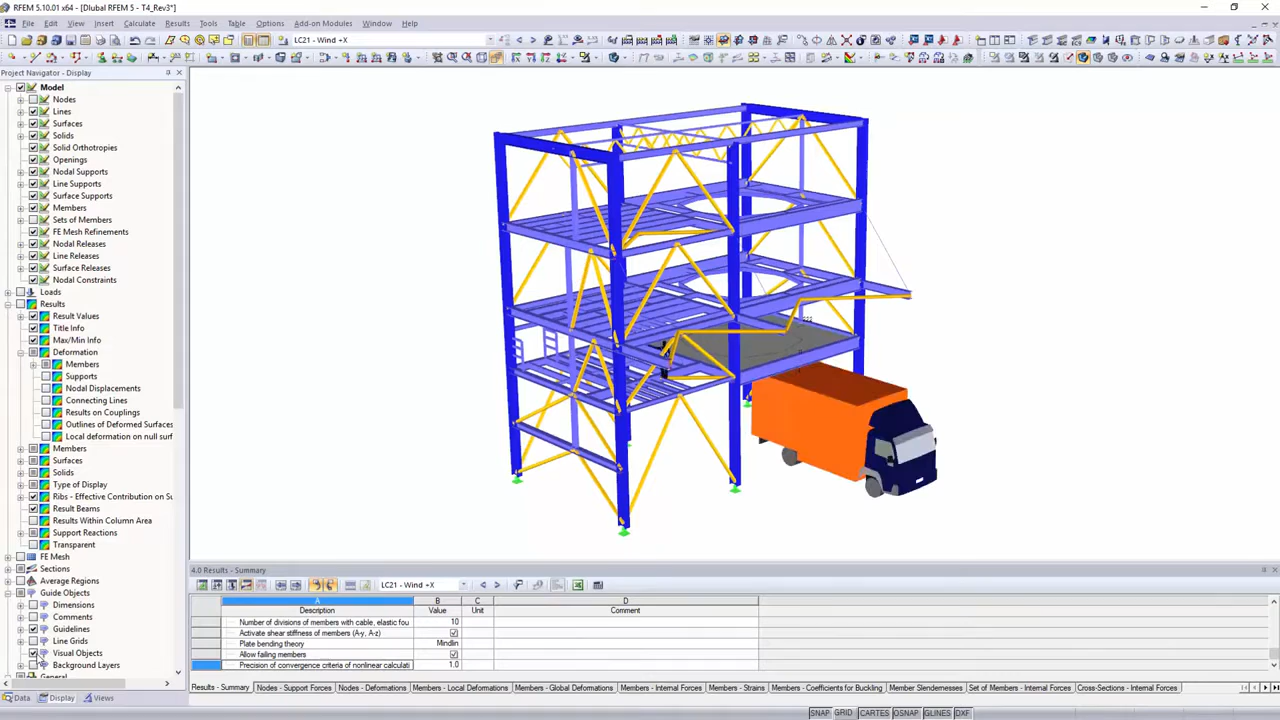 RFEM 5.10.01 x64 - [Dlubal RFEM 5 - T4_Rev3*]
File Edit View Insert Calculate Results Tools Table Options Add-on Modules Window Help
LC21 - Wind +X
Project Navigator - Display
Model
Nodes
Lines
Surfaces
Solids
Solid Orthotropies
Openings
Nodal Supports
Line Supports
Surface Supports
Members
Sets of Members
FE Mesh Refinements
Nodal Releases
Line Releases
Surface Releases
Nodal Constraints
Loads
Results
Result Values
Title Info
Max/Min Info
Deformation
Members
Supports
Nodal Displacements
Connecting Lines
Results on Couplings
Outlines of Deformed Surfaces
Local deformation on null surf
Members
Surfaces
Solids
Type of Display
Ribs - Effective Contribution on Su
Result Beams
Results Within Column Area
Support Reactions
Transparent
FE Mesh
Sections
Average Regions
Guide Objects
Dimensions
Comments
Guidelines
Line Grids
Visual Objects
Background Layers
General
Data Display Views
4.0 Results - Summary
LC21 - Wind +X
A B C D
Description Value Unit Comment
Number of divisions of members with cable, elastic fou 10
Activate shear stiffness of members (A-y, A-z)
Plate bending theory Mindlin
Allow failing members
Precision of convergence criteria of nonlinear calculati 1.0
Results - Summary Nodes - Support Forces Nodes - Deformations Members - Local Deformations Members - Global Deformations Members - Internal Forces Members - Strains Members - Coefficients for Buckling Member Slendernesses Set of Members - Internal Forces Cross-Sections - Internal Forces
SNAP GRID CARTES OSNAP GLINES DXF